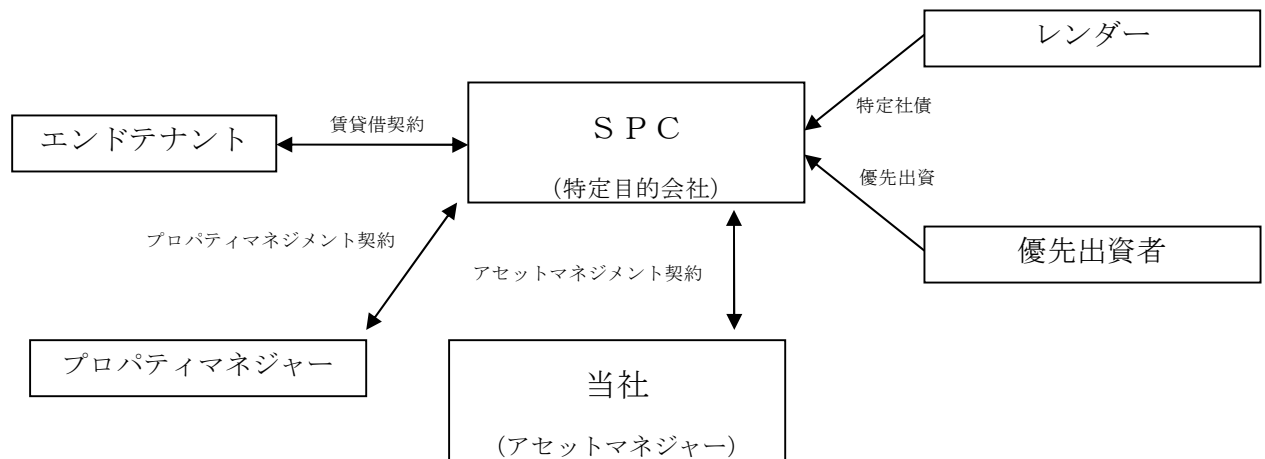 レンダー
ＳＰＣ
（特定目的会社）
特定社債
エンドテナント
賃貸借契約
優先出資
プロパティマネジメント契約
優先出資者
アセットマネジメント契約
プロパティマネジャー
当社
（アセットマネジャー）